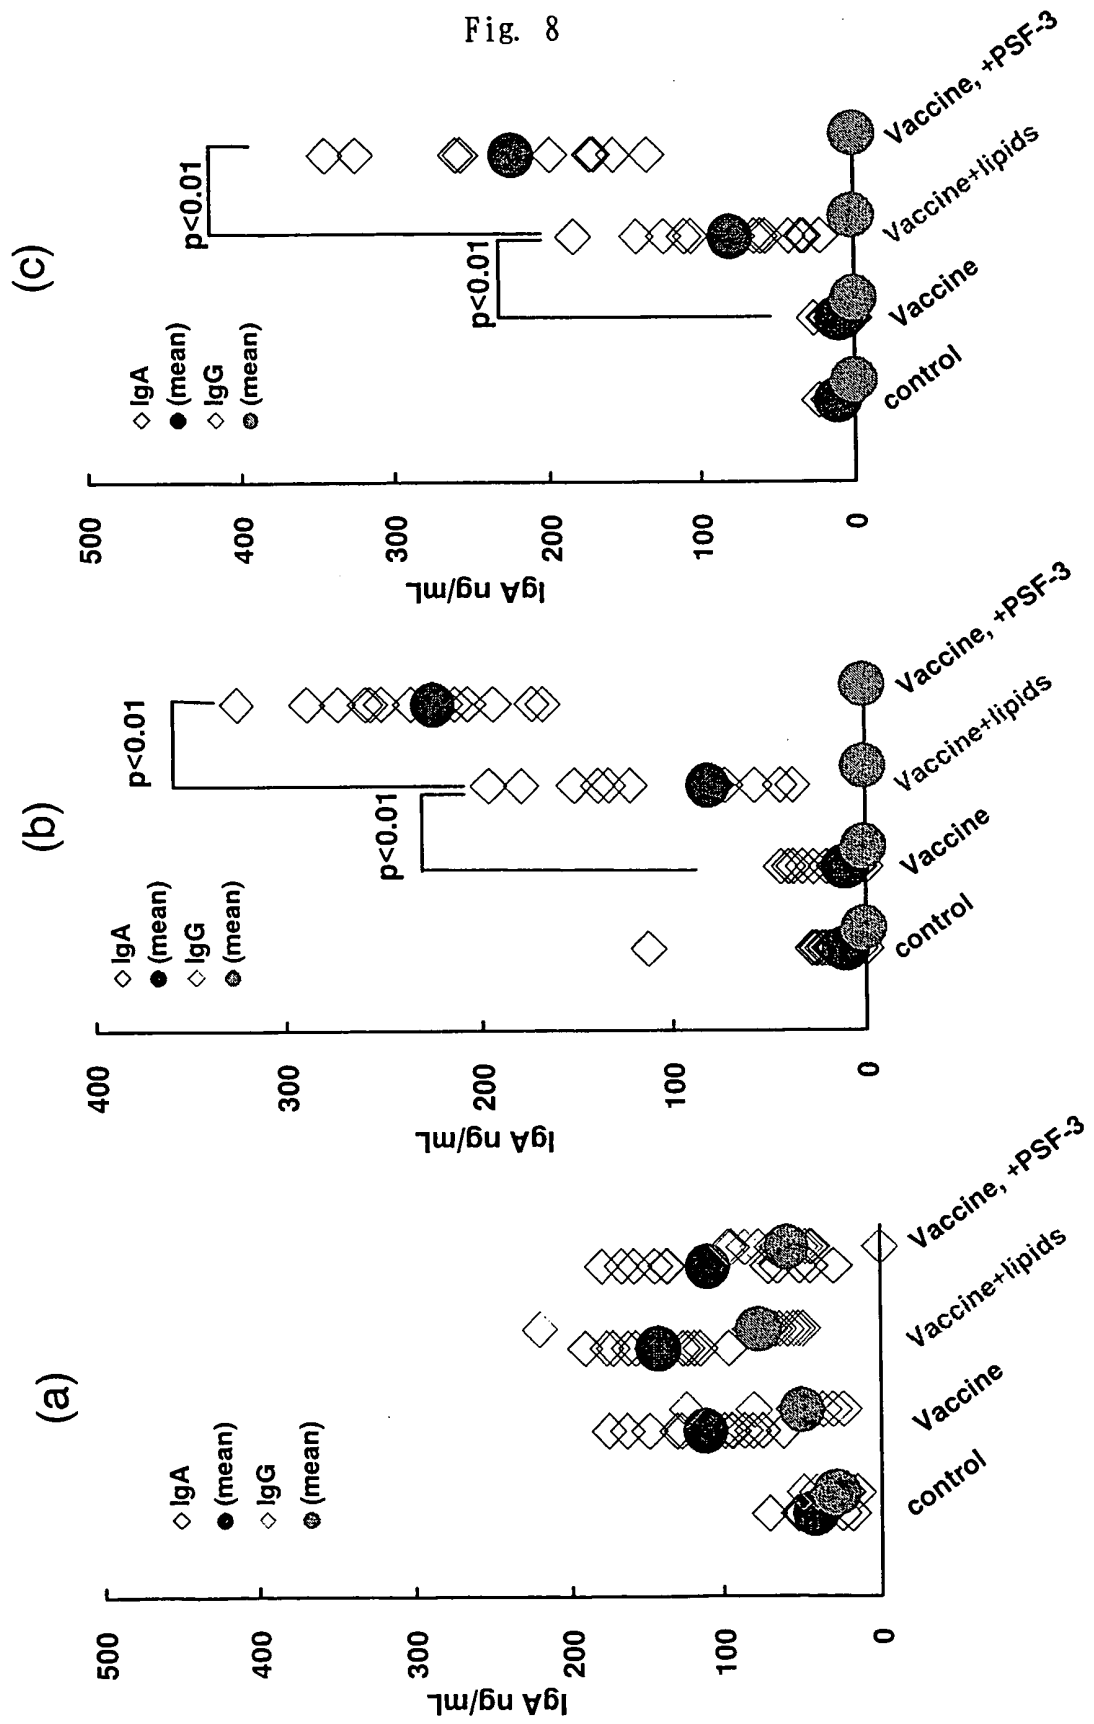 Fig. 8
(a)
IgA
(mean)
IgG
(mean)
IgA ng/mL
500
400
300
200
100
0
control
Vaccine
Vaccine+lipids
Vaccine, +PSF-3
(b)
IgA
(mean)
IgG
(mean)
IgA ng/mL
400
300
200
100
0
p<0.01
p<0.01
control
Vaccine
Vaccine+lipids
Vaccine, +PSF-3
(c)
IgA
(mean)
IgG
(mean)
IgA ng/mL
500
400
300
200
100
0
p<0.01
p<0.01
control
Vaccine
Vaccine+lipids
Vaccine, +PSF-3